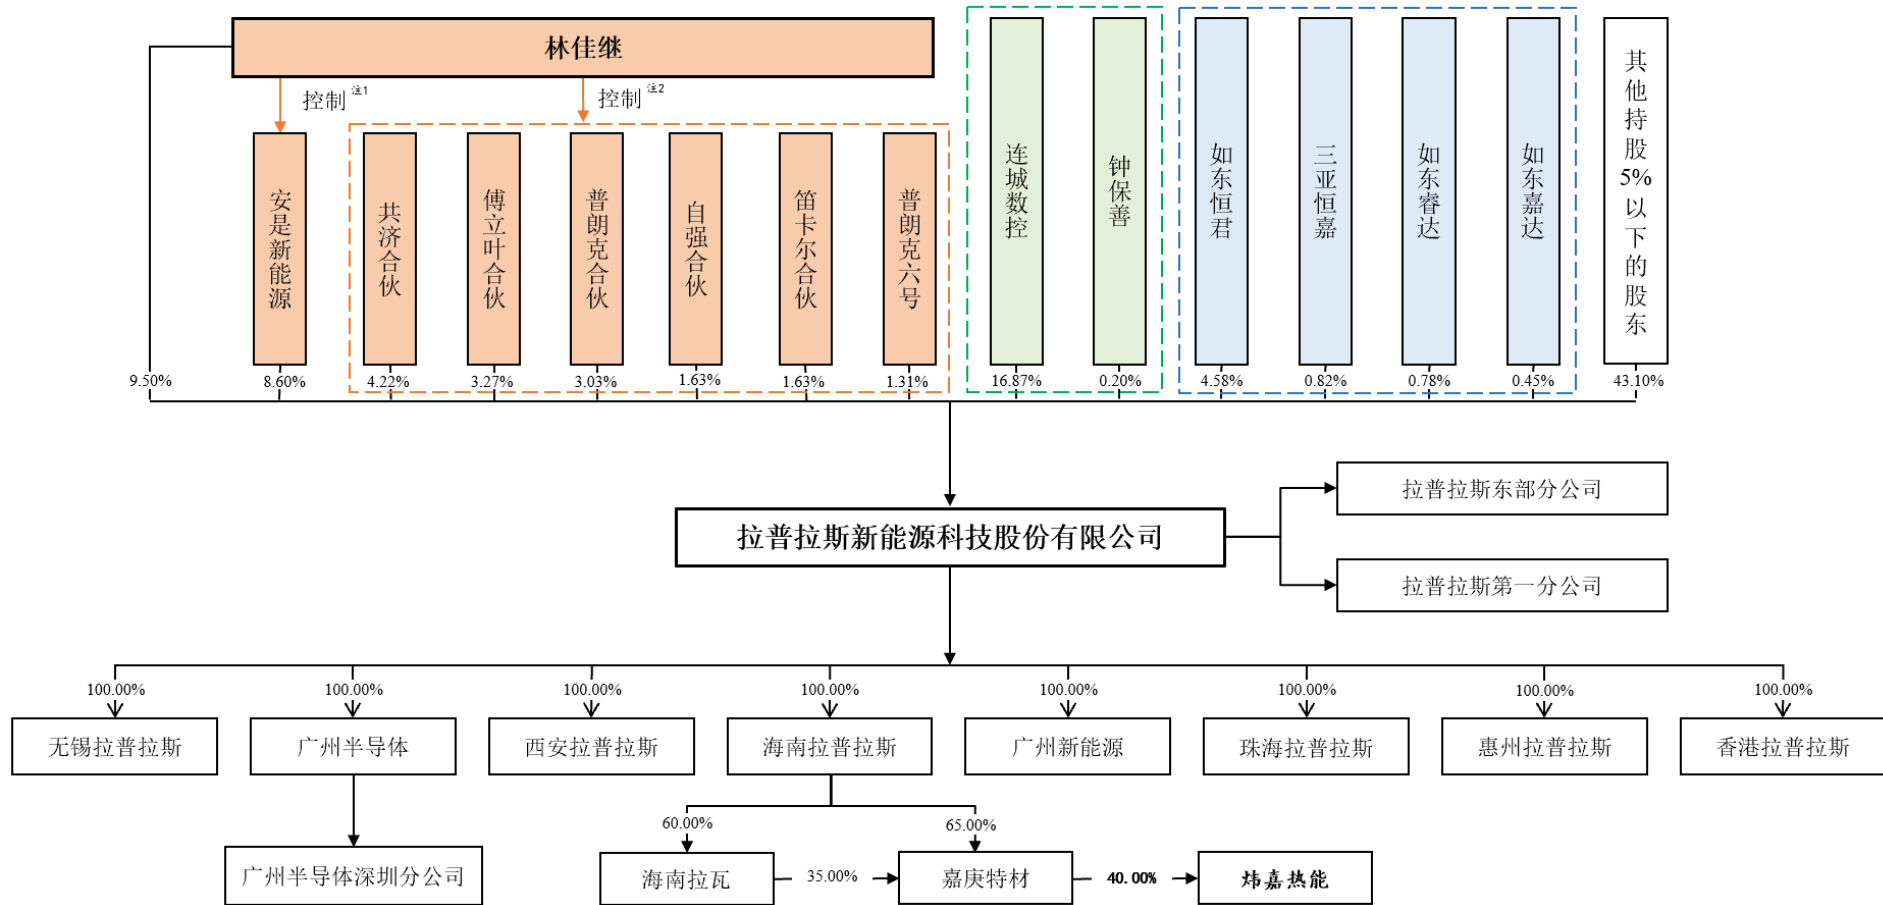 林佳继
控制注1
控制注2
安是新能源
共济合伙
傅立叶合伙
普朗克合伙
自强合伙
笛卡尔合伙
普朗克六号
连城数控
钟保善
如东恒君
三亚恒嘉
如东睿达
如东嘉达
其他持股5%以下的股东
9.50%
8.60%
4.22%
3.27%
3.03%
1.63%
1.63%
1.31%
16.87%
0.20%
4.58%
0.82%
0.78%
0.45%
43.10%
拉普拉斯东部分公司
拉普拉斯新能源科技股份有限公司
拉普拉斯第一分公司
100.00%
100.00%
100.00%
100.00%
100.00%
100.00%
100.00%
100.00%
无锡拉普拉斯
广州半导体
西安拉普拉斯
海南拉普拉斯
广州新能源
珠海拉普拉斯
惠州拉普拉斯
香港拉普拉斯
60.00%
65.00%
广州半导体深圳分公司
海南拉瓦
35.00%
嘉庚特材
40.00%
炜嘉热能